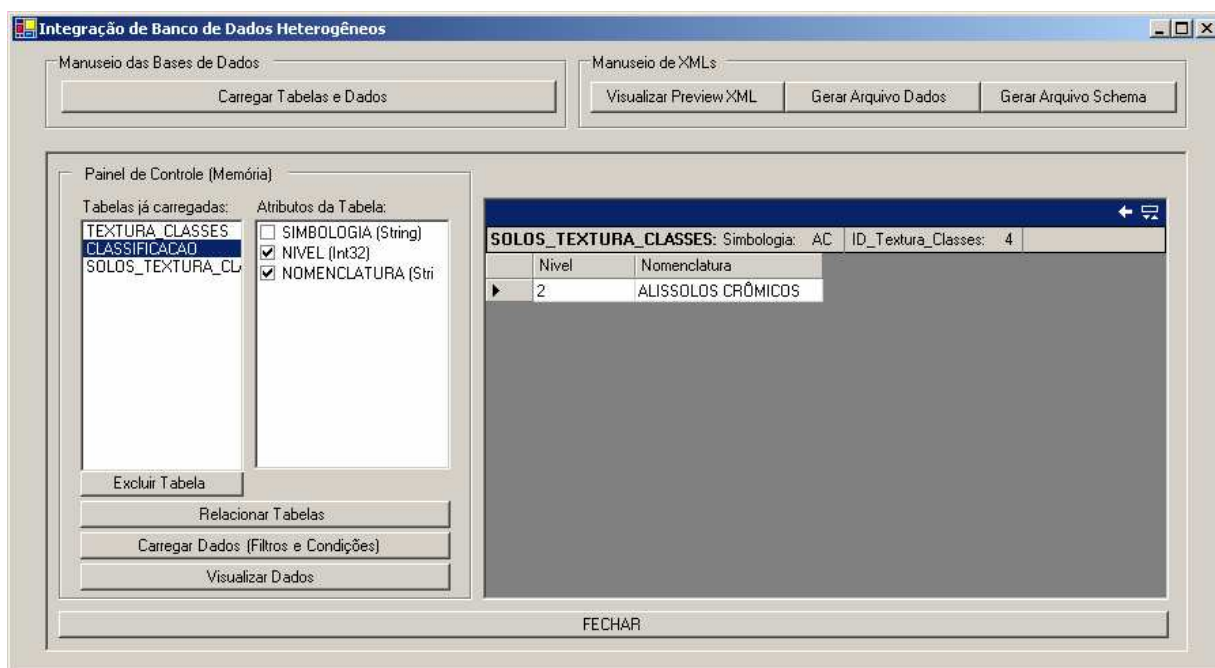 Integração de Banco de Dados Heterogêneos
Manuseio das Bases de Dados
Carregar Tabelas e Dados
Manuseio de XMLs
Visualizar Preview XML
Gerar Arquivo Dados
Gerar Arquivo Schema
Painel de Controle (Memória)
Tabelas já carregadas:
TEXTURA_CLASSES
CLASSIFICACAO
SOLOS_TEXTURA_CL
Atributos da Tabela:
SIMBOLOGIA (String)
NIVEL (Int32)
NOMENCLATURA (Stri
Excluir Tabela
Relacionar Tabelas
Carregar Dados (Filtros e Condições)
Visualizar Dados
SOLOS_TEXTURA_CLASSES: Simbologia: AC ID_Textura_Classes: 4
Nivel Nomenclatura
2 ALISSOLOS CRÔMICOS
FECHAR